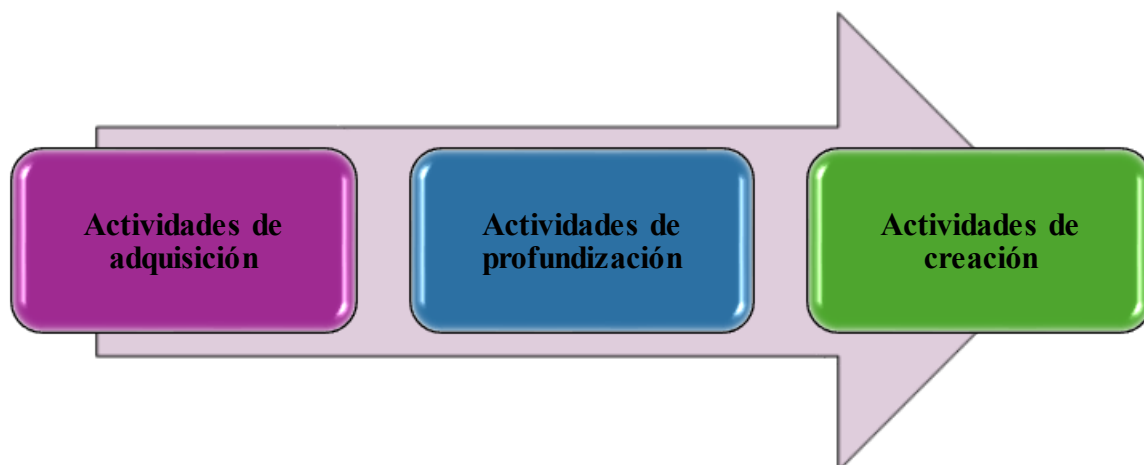 Actividades de
adquisición
Actividades de
profundización
Actividades de
creación